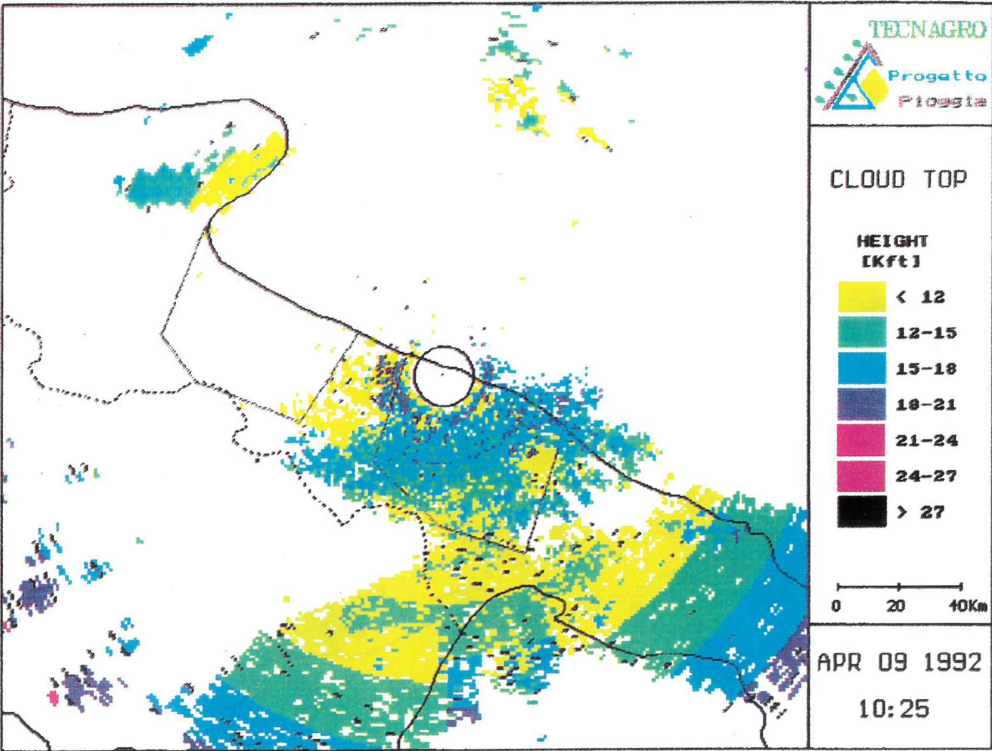 TECNAGRO
Progetto
Pioggia
CLOUD TOP
HEIGHT
[Kft]
< 12
12-15
15-18
18-21
21-24
24-27
> 27
0 20 40Km
APR 09 1992
10:25